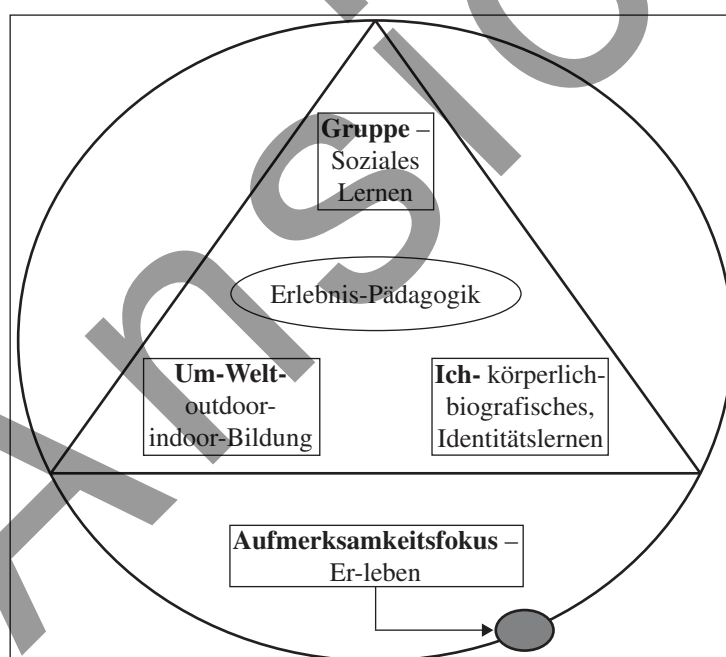 Gruppe –
Soziales
Lernen
Erlebnis-Pädagogik
Um-Welt-
outdoor-
indoor-Bildung
Ich- körperlich-
biografisches,
Identitätslernen
Aufmerksamkeitsfokus –
Er-leben